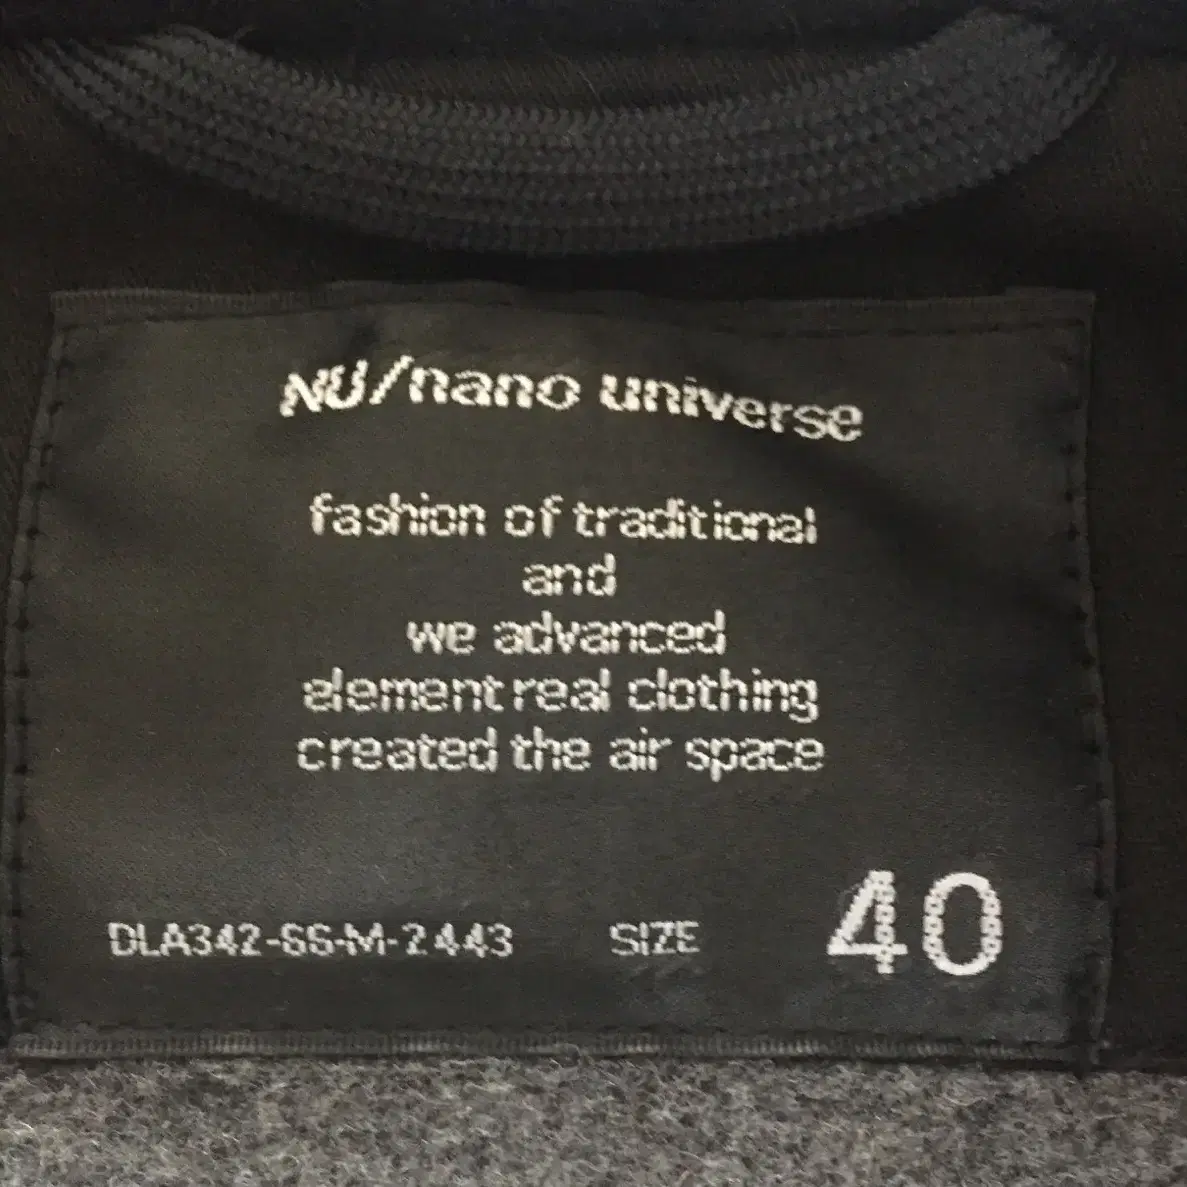 NU/nano universe
fashion of traditional
and
we advanced
element real clothing
created the air space
DLA342-66-M-2443 SIZE 40